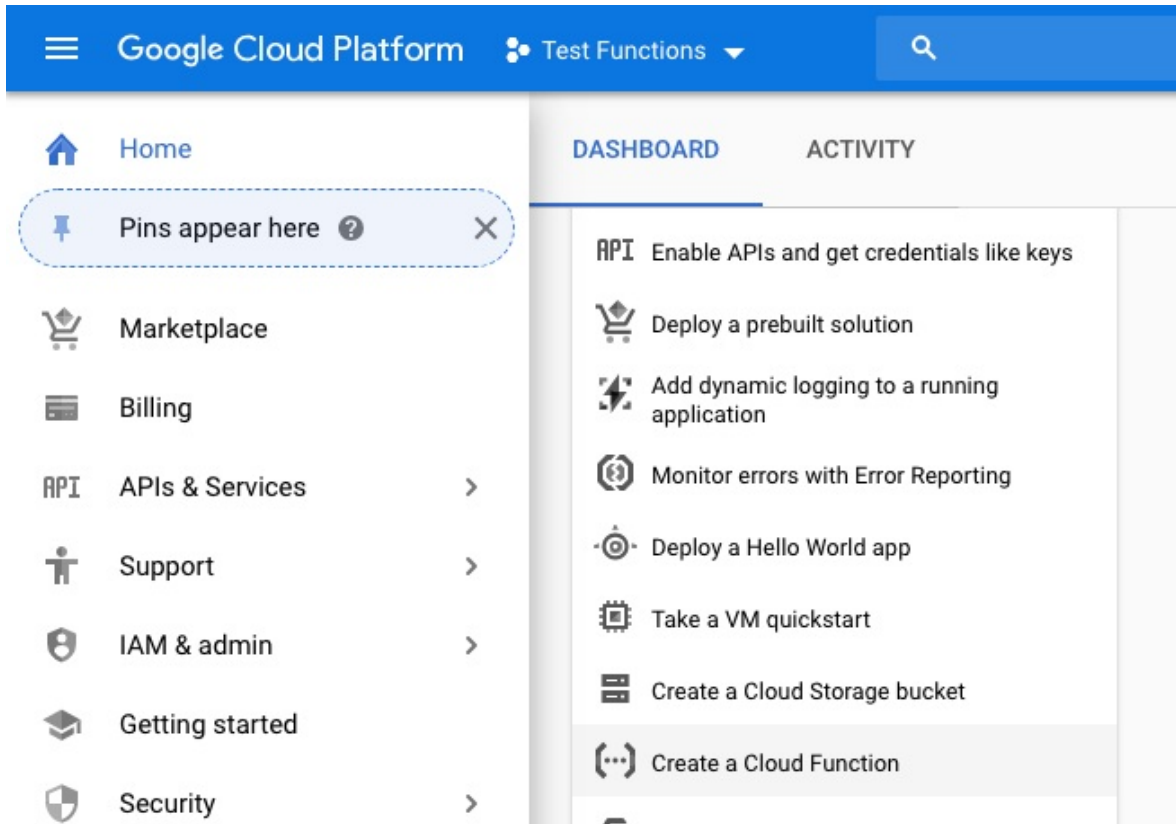 Google Cloud Platform
Test Functions
Home
Pins appear here
Marketplace
Billing
API APIs & Services
Support
IAM & admin
Getting started
Security
DASHBOARD
ACTIVITY
API Enable APIs and get credentials like keys
Deploy a prebuilt solution
Add dynamic logging to a running
application
Monitor errors with Error Reporting
Deploy a Hello World app
Take a VM quickstart
Create a Cloud Storage bucket
Create a Cloud Function